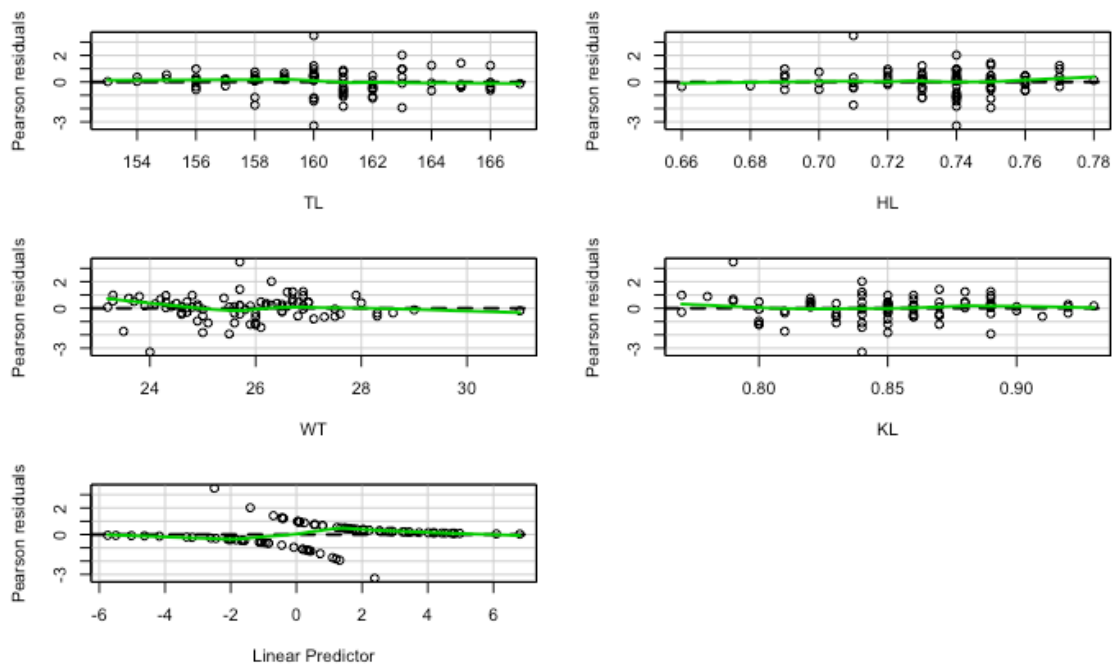 Pearson residuals
-3 0 2
154 156 158 160 162 164 166
TL
Pearson residuals
-3 0 2
0.66 0.68 0.70 0.72 0.74 0.76 0.78
HL
Pearson residuals
-3 0 2
24 26 28 30
WT
Pearson residuals
-3 0 2
0.80 0.85 0.90
KL
Pearson residuals
-3 0 2
-6 -4 -2 0 2 4 6
Linear Predictor